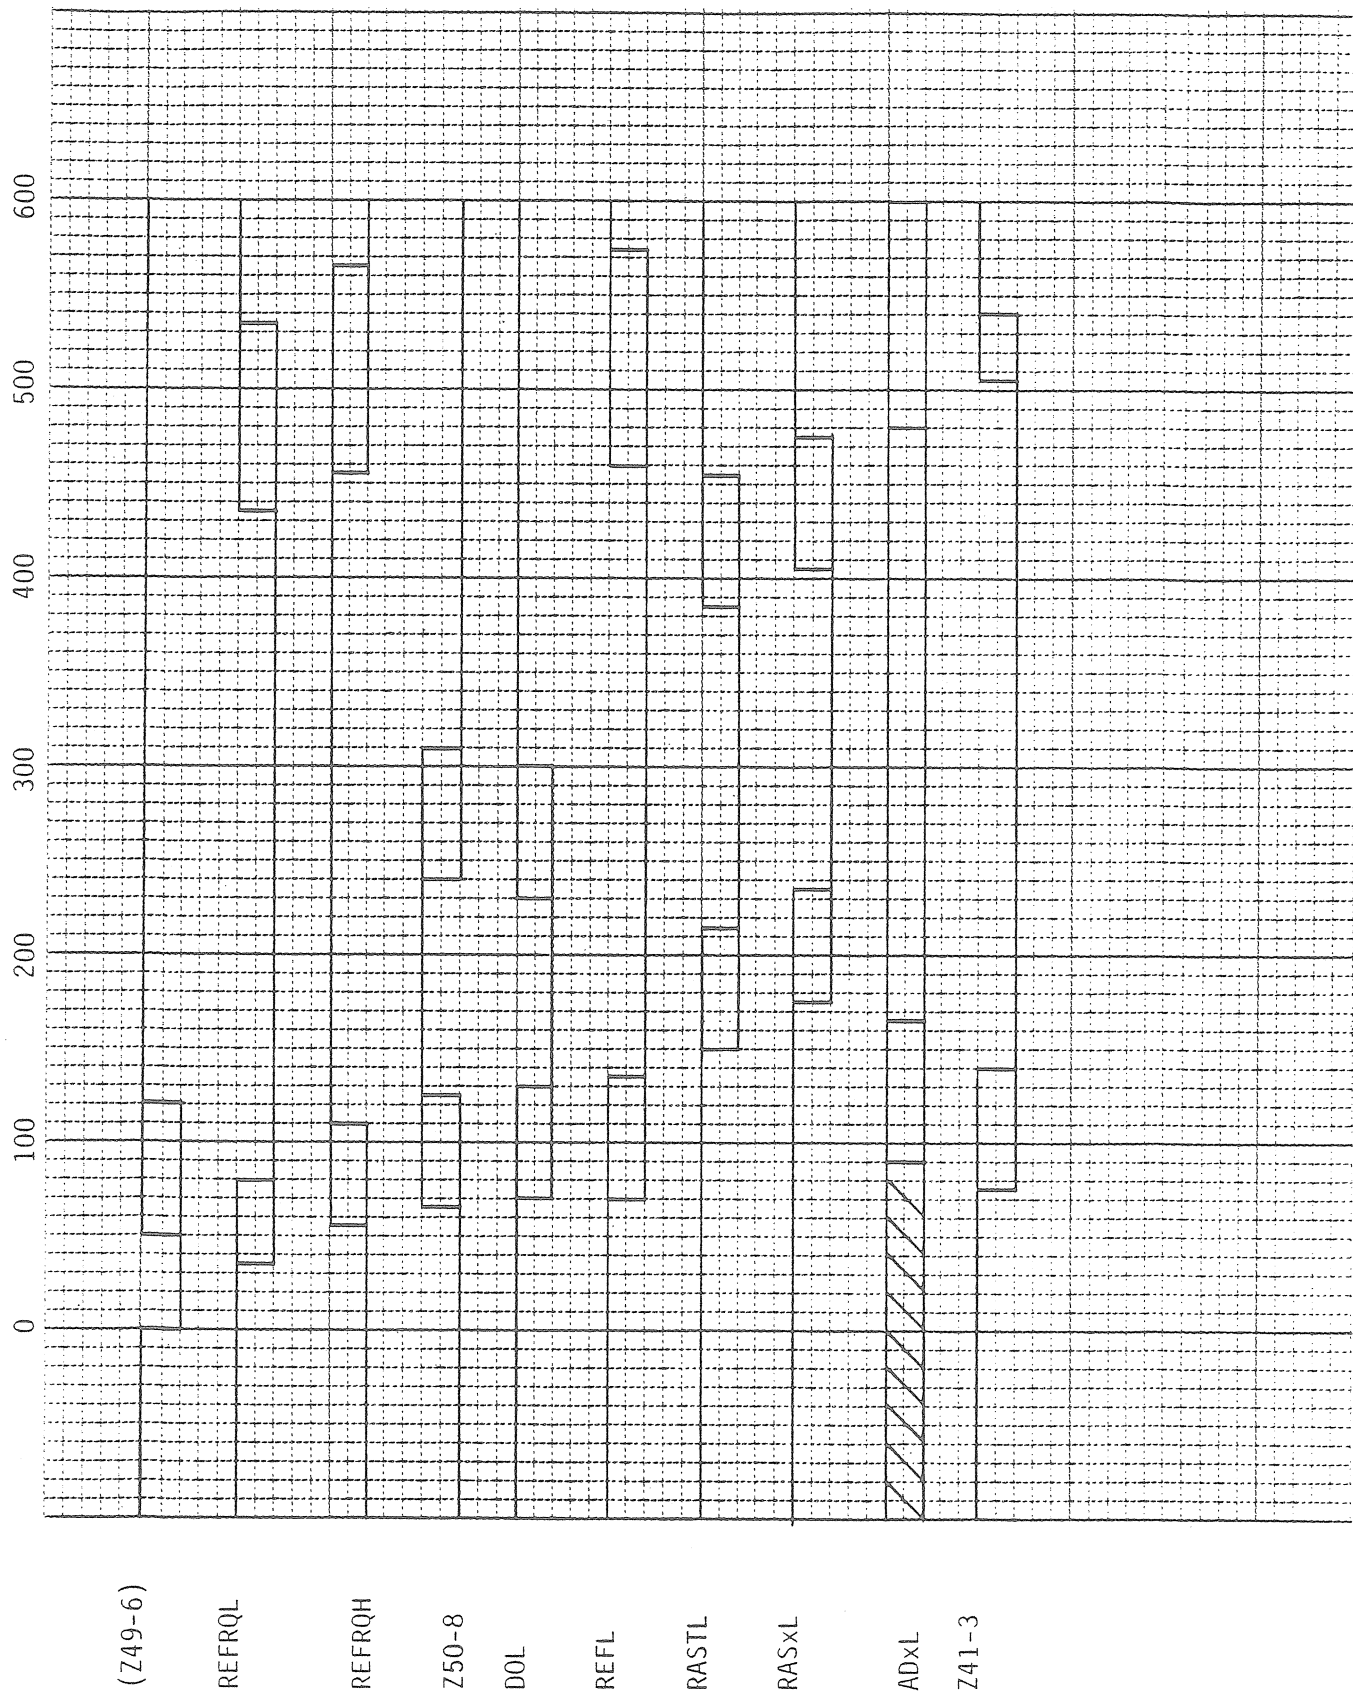 0 100 200 300 400 500 600
(Z49-6)
REFRQL
REFRQH
Z50-8
DOL
REFL
RASTL
RASxL
ADxL
Z41-3